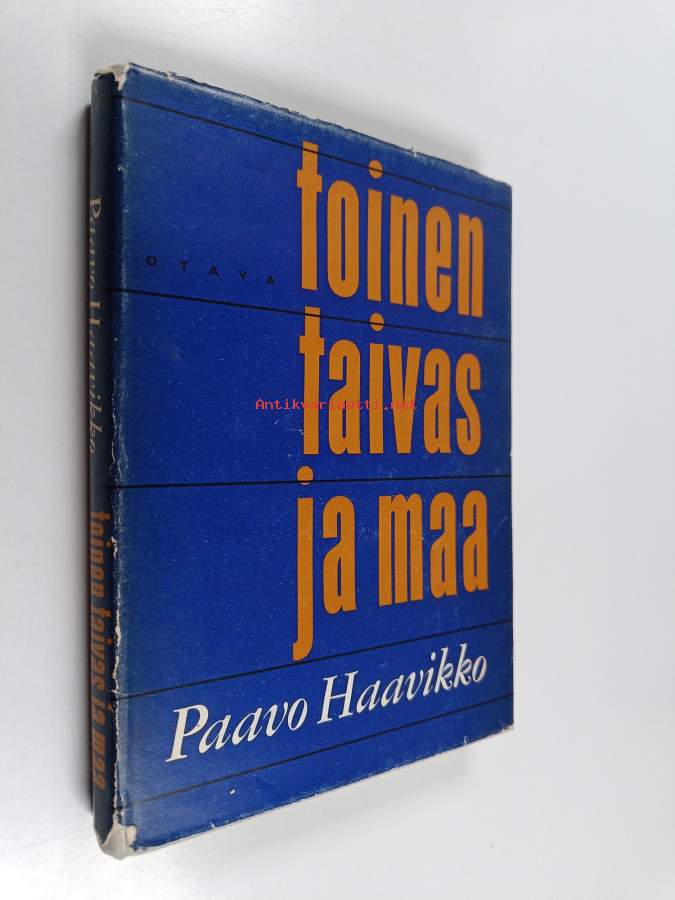 toinen
OTAVA
taivas
Antikvariaatti.net
ja maa
Paavo Haavikko
Paavo Haavikko toinen taivas ja maa